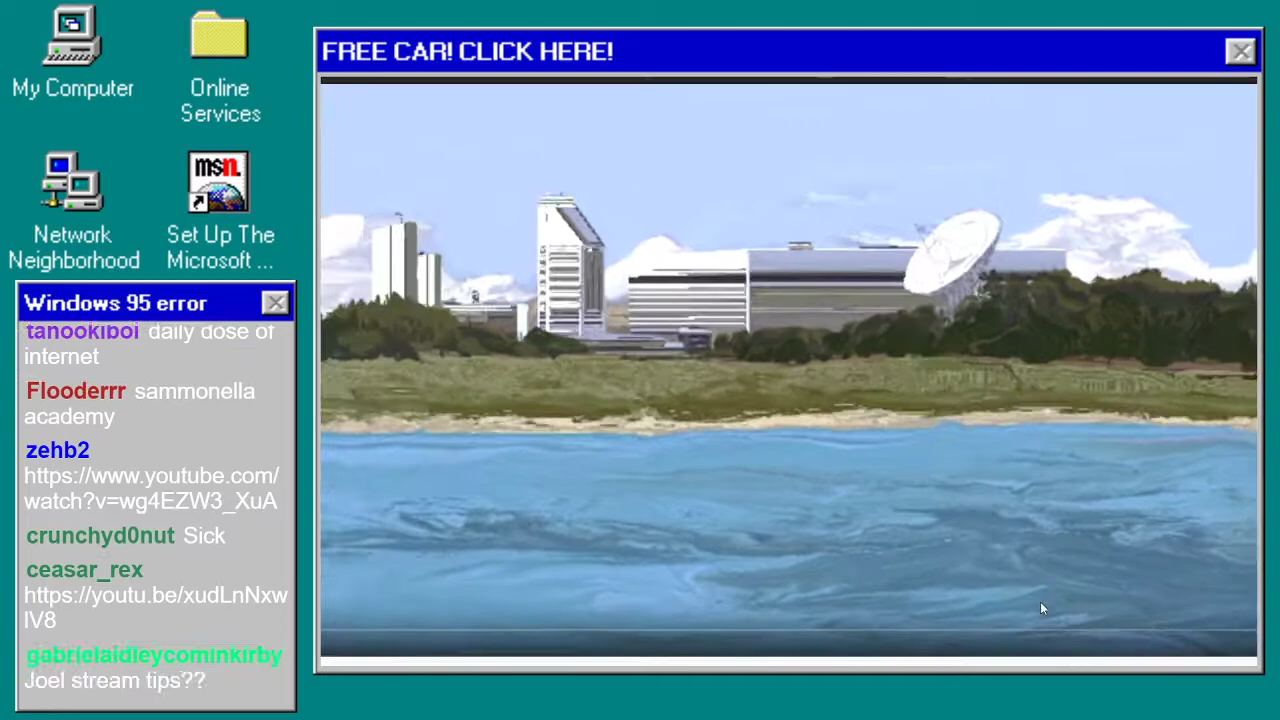 My Computer
Online
Services
Network
Neighborhood
msn.
Set Up The
Microsoft ...
FREE CAR! CLICK HERE!
Windows 95 error
tanookiboi daily dose of
internet
Flooderrr sammonella
academy
zehb2
https://www.youtube.com/
watch?v=wg4EZW3_XuA
crunchyd0nut Sick
ceasar_rex
https://youtu.be/xudLnNxw
IV8
gabrielaidleycominkirby
Joel stream tips??